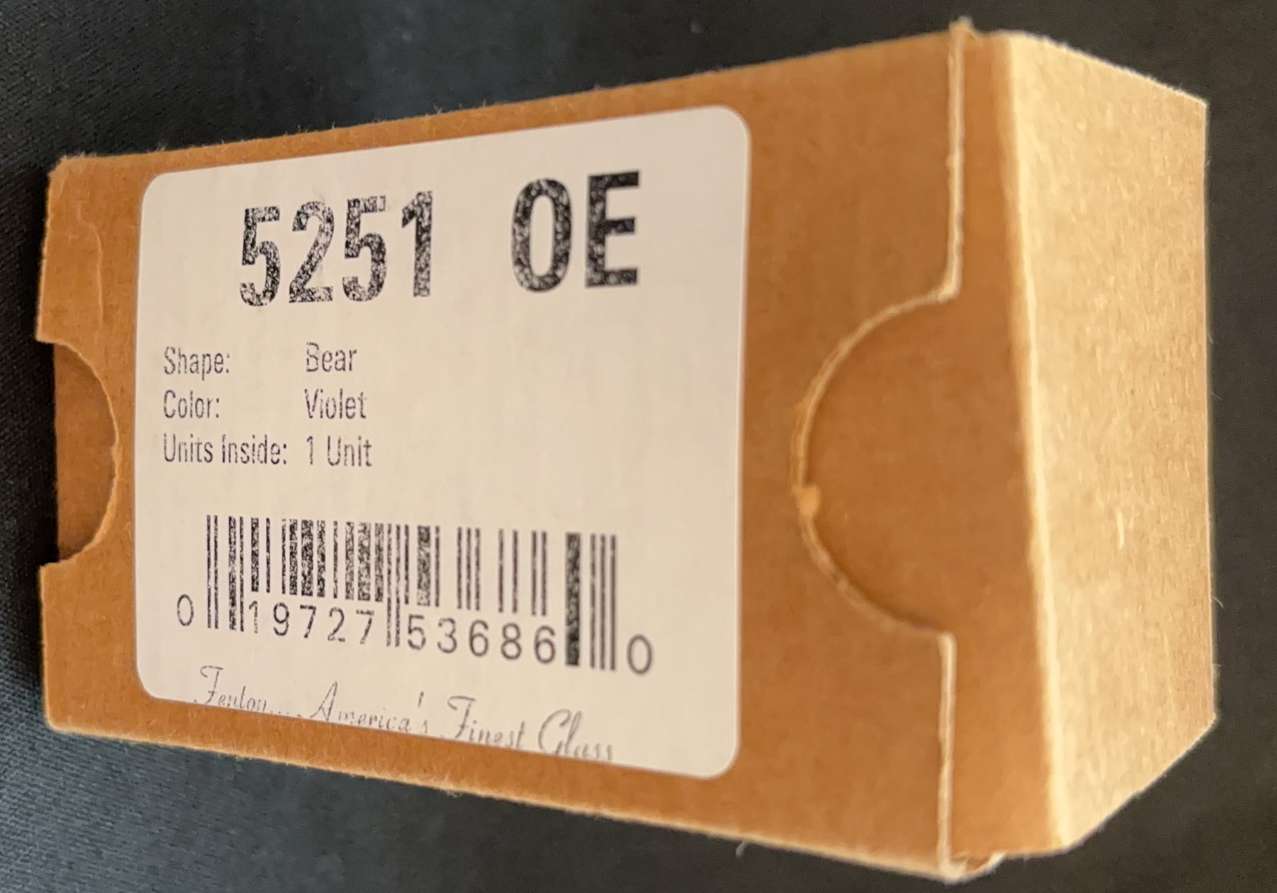 5251 OE
Shape: Bear
Color: Violet
Units Inside: 1 Unit
0 19727 53686 0
Fenton... America's Finest Glass